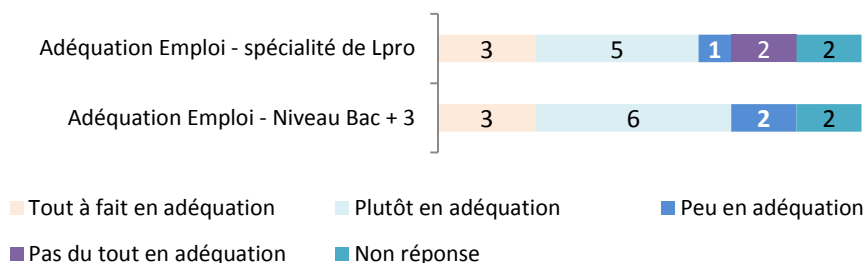 Adéquation Emploi - spécialité de Lpro 3 5 1 2 2
Adéquation Emploi - Niveau Bac + 3 3 6 2 2
Tout à fait en adéquation Plutôt en adéquation Peu en adéquation
Pas du tout en adéquation Non réponse